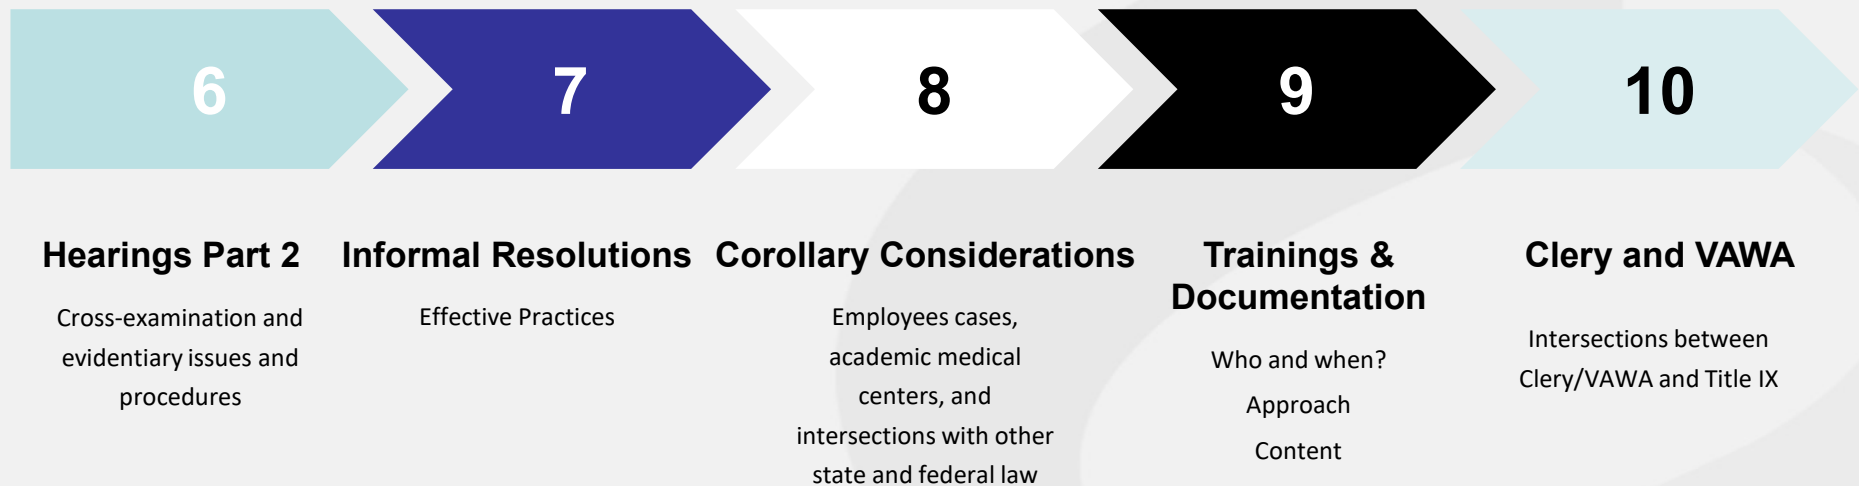 6
7
8
9
10
Hearings Part 2
Cross-examination and
evidentiary issues and
procedures
Informal Resolutions
Effective Practices
Corollary Considerations
Employees cases,
academic medical
centers, and
intersections with other
state and federal law
Trainings &
Documentation
Who and when?
Approach
Content
Clery and VAWA
Intersections between
Clery/VAWA and Title IX